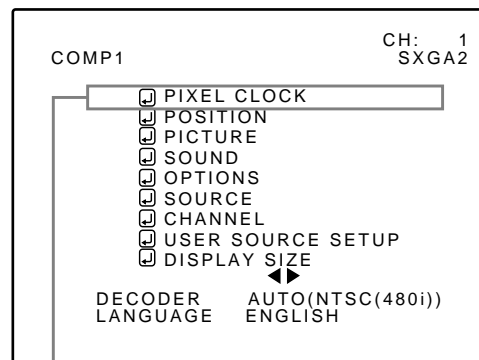 CH: 1
COMP1 SXGA2
PIXEL CLOCK
POSITION
PICTURE
SOUND
OPTIONS
SOURCE
CHANNEL
USER SOURCE SETUP
DISPLAY SIZE
DECODER AUTO(NTSC(480i))
LANGUAGE ENGLISH